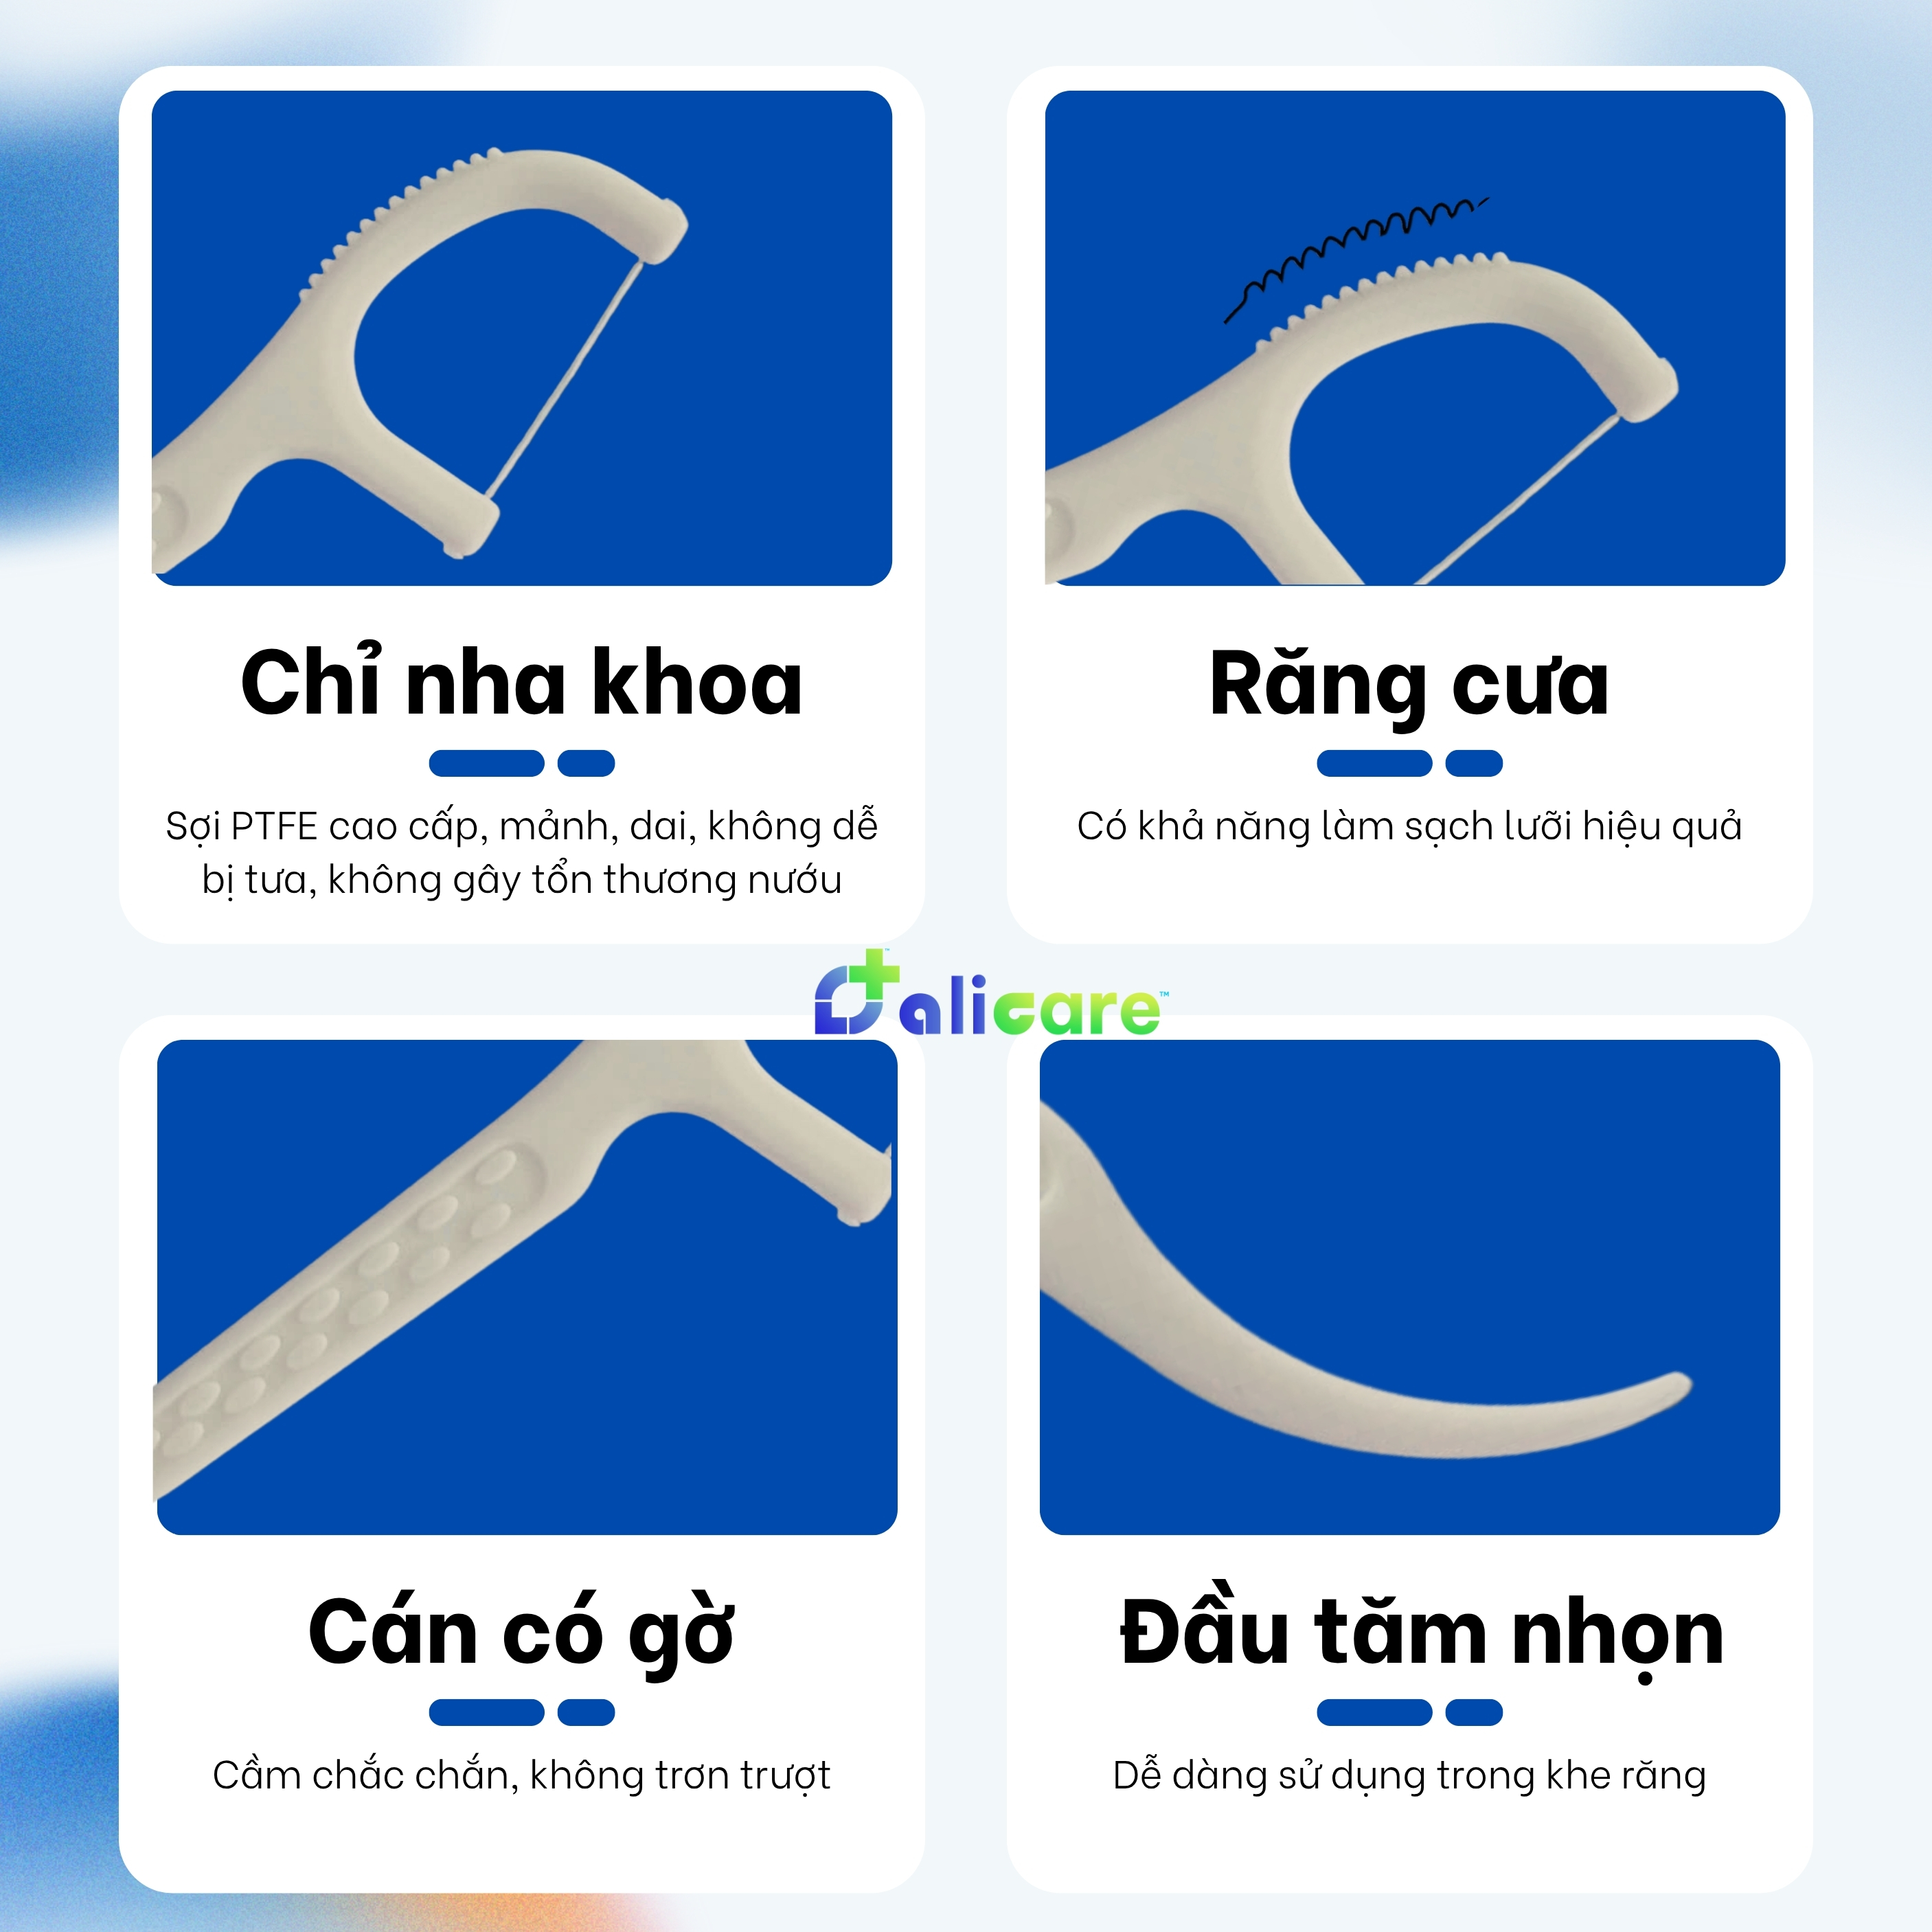 Chỉ nha khoa
Sợi PTFE cao cấp, mảnh, dai, không dễ
bị tưa, không gây tổn thương nướu
Răng cưa
Có khả năng làm sạch lưỡi hiệu quả
Dalicare™
Cán có gờ
Cầm chắc chắn, không trơn trượt
Đầu tăm nhọn
Dễ dàng sử dụng trong khe răng